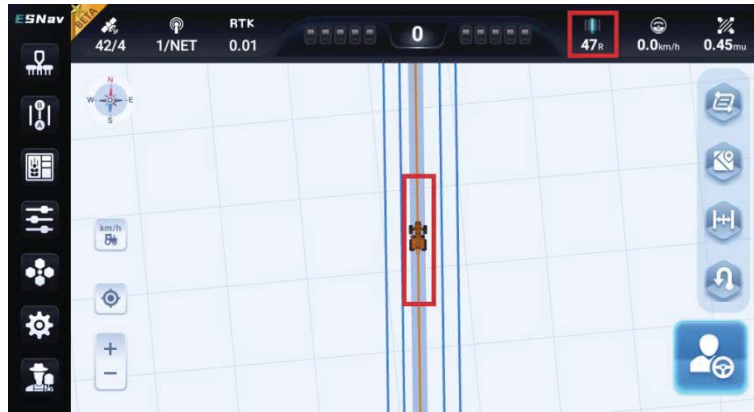 ESNav
BETA
42/4
1/NET
RTK
0.01
0
47R
0.0km/h
0.45mu
B
A
N
W
E
S
km/h
+
−